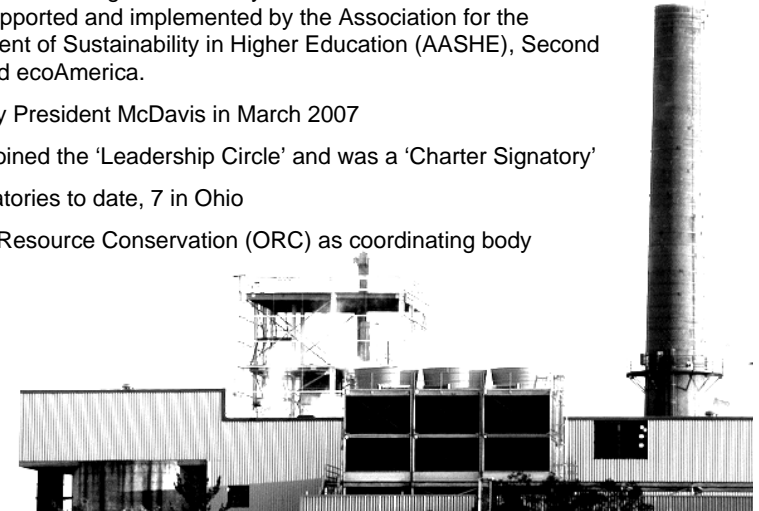 pported and implemented by the Association for the
ent of Sustainability in Higher Education (AASHE), Second
d ecoAmerica.
y President McDavis in March 2007
oined the ‘Leadership Circle’ and was a ‘Charter Signatory’
atories to date, 7 in Ohio
Resource Conservation (ORC) as coordinating body